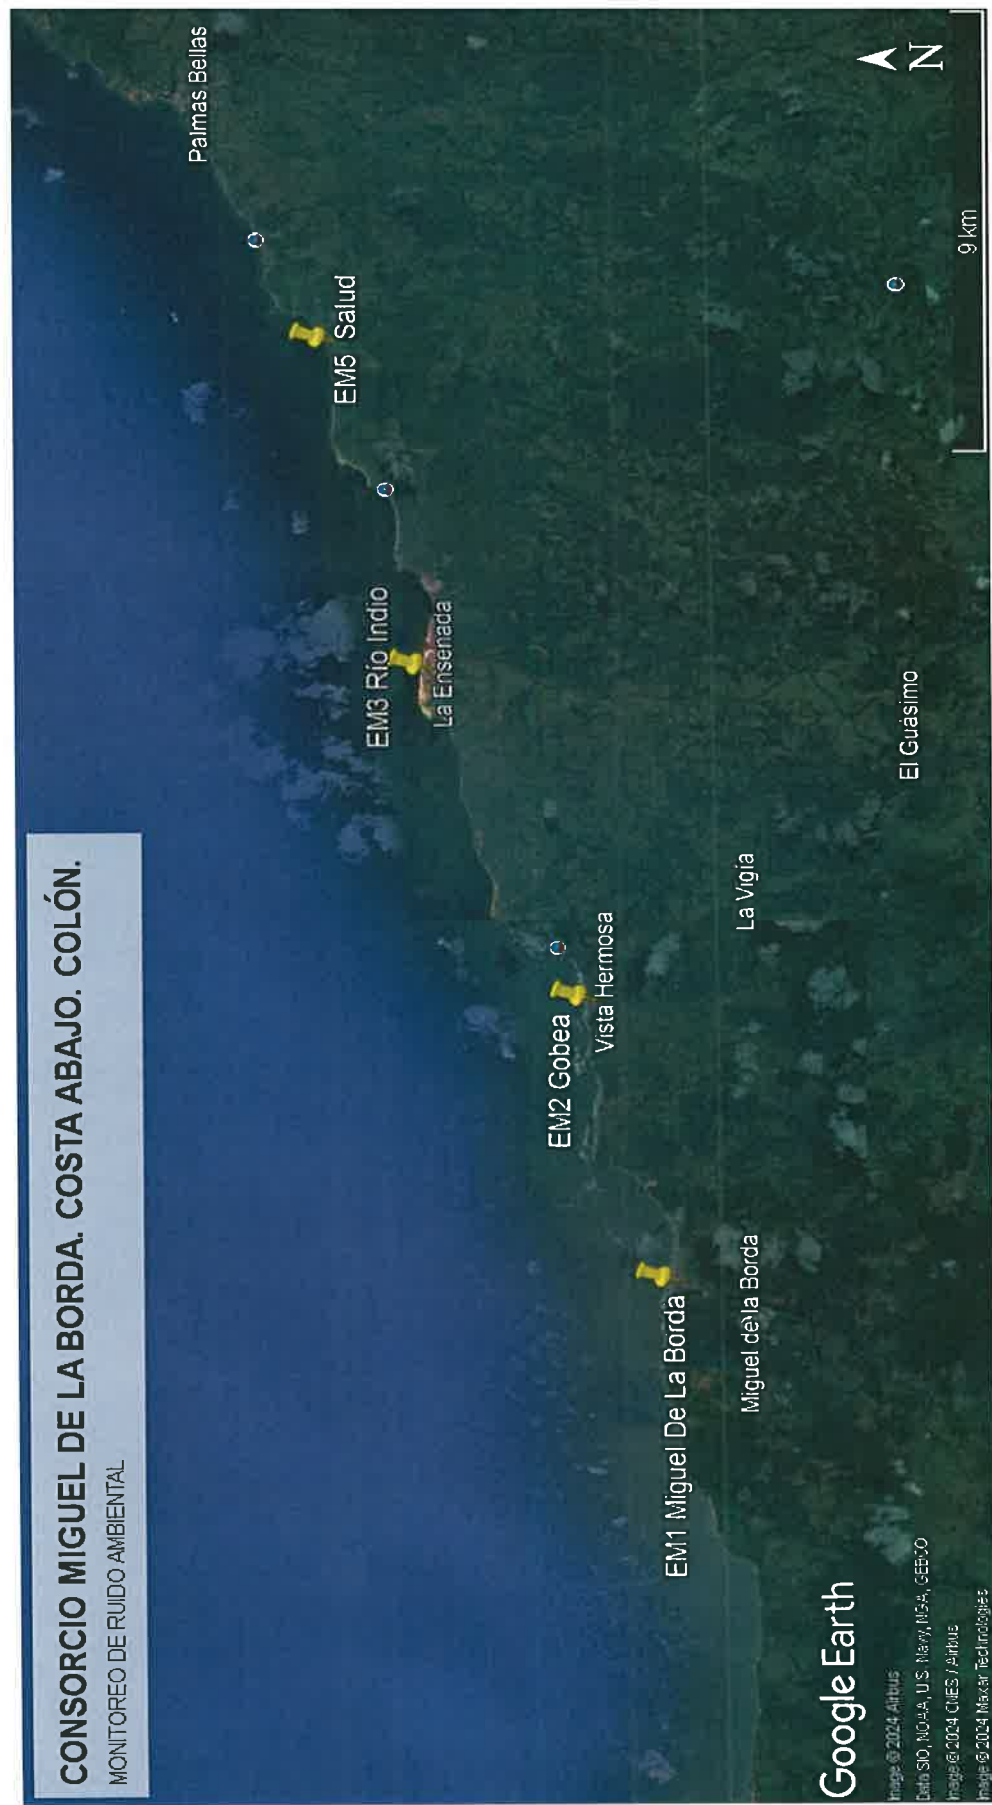 CONSORCIO MIGUEL DE LA BORDA. COSTA ABAJO. COLÓN.
MONITOREO DE RUIDO AMBIENTAL
Palmas Bellas
EM5 Salud
EM3 Río Indio
La Ensenada
EM2 Gobea
Vista Hermosa
EM1 Miguel De La Borda
Miguel de la Borda
La Vigia
El Guásimo
N
9 km
Google Earth
Image © 2024 Airbus
Data SIO, NOAA, U.S. Navy, NGA, GEBCO
Image © 2024 CNES / Airbus
Image © 2024 Maxar Technologies